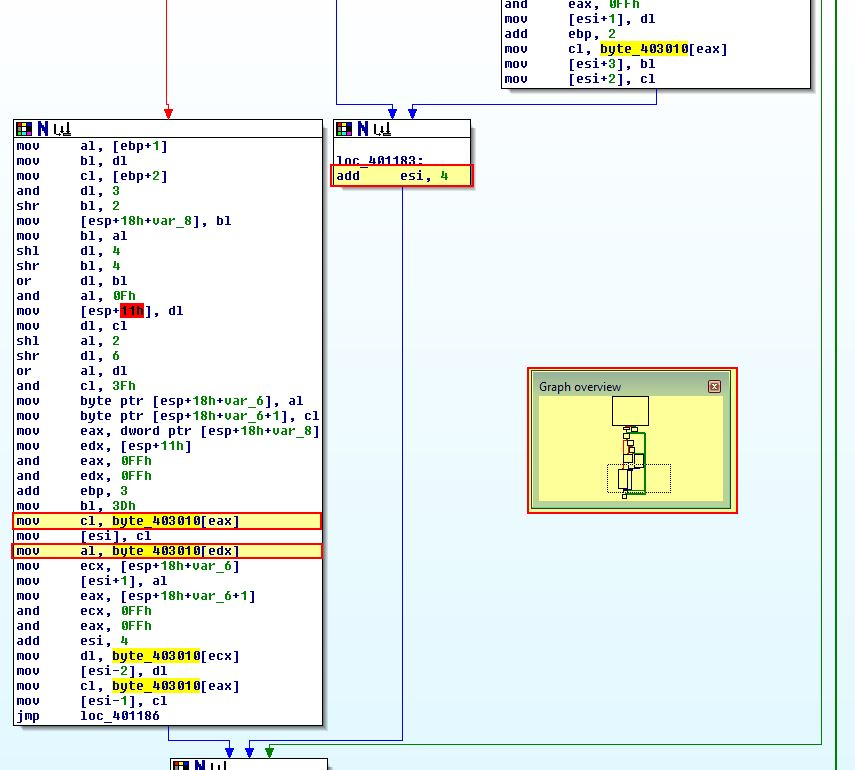 and eax, 0FFh
mov [esi+1], dl
add ebp, 2
mov cl, byte_403010[eax]
mov [esi+3], bl
mov [esi+2], cl
mov al, [ebp+1]
mov bl, dl
mov cl, [ebp+2]
and dl, 3
shr bl, 2
mov [esp+18h+var_8], bl
mov bl, al
shl dl, 4
shr bl, 4
or dl, bl
and al, 0Fh
mov [esp+11h], dl
mov dl, cl
shl al, 2
shr dl, 6
or al, dl
and cl, 3Fh
mov byte ptr [esp+18h+var_6], al
mov byte ptr [esp+18h+var_6+1], cl
mov eax, dword ptr [esp+18h+var_8]
mov edx, [esp+11h]
and eax, 0FFh
and edx, 0FFh
add ebp, 3
mov bl, 3Dh
mov cl, byte_403010[eax]
mov [esi], cl
mov al, byte_403010[edx]
mov ecx, [esp+18h+var_6]
mov [esi+1], al
mov eax, [esp+18h+var_6+1]
and ecx, 0FFh
and eax, 0FFh
add esi, 4
mov dl, byte_403010[ecx]
mov [esi-2], dl
mov cl, byte_403010[eax]
mov [esi-1], cl
jmp loc_401186
loc_401183:
add esi, 4
Graph overview